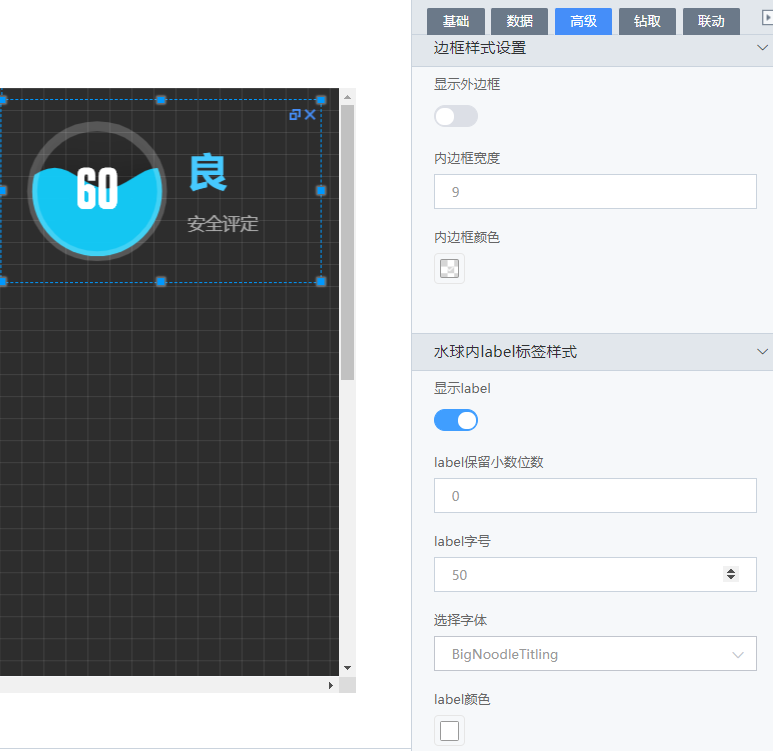 基础 数据 高级 钻取 联动
边框样式设置
显示外边框
内边框宽度
9
内边框颜色
60
良
安全评定
水球内label标签样式
显示label
label保留小数位数
0
label字号
50
选择字体
BigNoodleTitling
label颜色